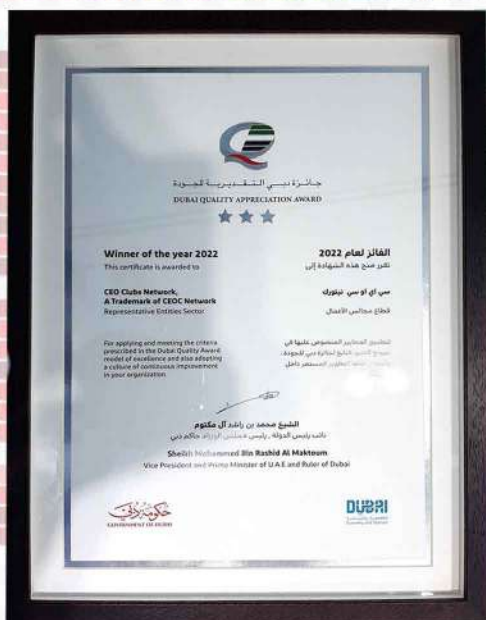 جائزة دبي التقديرية للجودة
DUBAI QUALITY APPRECIATION AWARD
Winner of the year 2022
This certificate is awarded to
CEO Clubs Network,
A Trademark of CEOC Network
Representative Entities Sector
For applying and meeting the criteria
prescribed in the Dubai Quality Award
model of excellence and also adopting
a culture of continuous improvement
in your organization.
الفائز لعام 2022
تقرر منح هذه الشهادة إلى
سي اي او سي نيتورك
قطاع مجالس الأعمال
لتطبيق المعايير المنصوص عليها في
الشيخ محمد بن راشد آل مكتوم
نائب رئيس الدولة، رئيس مجلس الوزراء حاكم دبي
Sheikh Mohammed Bin Rashid Al Maktoum
Vice President and Prime Minister of U.A.E and Ruler of Dubai
حكومة دبي
GOVERNMENT OF DUBAI
DUBAI